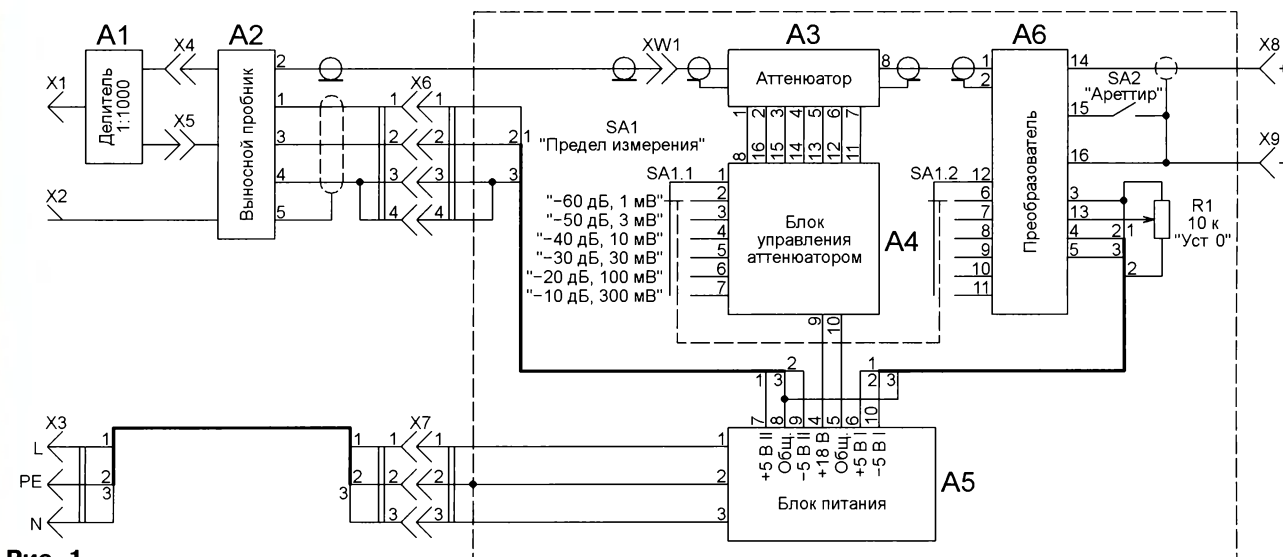 A1
A2
A3
A6
X1
X4
X5
X2
Делитель
1:1000
Выносной пробник
2
1
3
4
5
X6
1 1
2 2
3 3
4 4
2 1
3
XW1
Аттенюатор
8
1 2 3 4 5 6 7
8 16 15 14 13 12 11
SA1
"Предел измерения"
SA1.1
1
2
3
4
5
6
7
"−60 дБ, 1 мВ"
"−50 дБ, 3 мВ"
"−40 дБ, 10 мВ"
"−30 дБ, 30 мВ"
"−20 дБ, 100 мВ"
"−10 дБ, 300 мВ"
Блок
управления
аттенюатором
A4
9 10
SA1.2
1
2
12
6
7
8
9
10
11
Преобразователь
14
15
16
3
13
4
5
2 1
3
2
SA2
"Ареттир"
X8
+
X9
−
R1
10 к
"Уст 0"
X3
L
PE
N
1
2
3
3
X7
1 1
2 2
3 3
1
2
3
1 3 2
1
2 3
7 8 9 4 5 6 10
+5 В II
Общ.
−5 В II
+18 В
Общ.
+5 В I
−5 В I
Блок питания
A5
Рис. 1